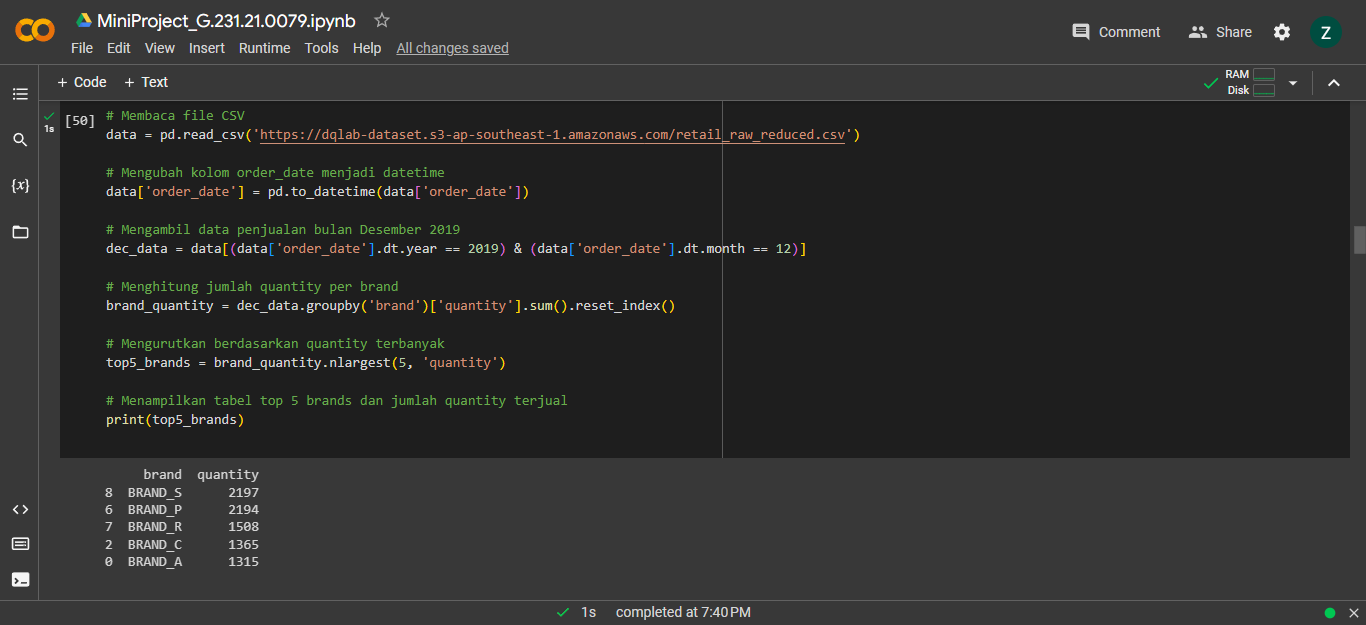 MiniProject_G.231.21.0079.ipynb
File Edit View Insert Runtime Tools Help All changes saved
Comment Share Z
+ Code + Text
RAM
Disk
1s
[50]
# Membaca file CSV
data = pd.read_csv('https://dqlab-dataset.s3-ap-southeast-1.amazonaws.com/retail_raw_reduced.csv')
# Mengubah kolom order_date menjadi datetime
data['order_date'] = pd.to_datetime(data['order_date'])
# Mengambil data penjualan bulan Desember 2019
dec_data = data[(data['order_date'].dt.year == 2019) & (data['order_date'].dt.month == 12)]
# Menghitung jumlah quantity per brand
brand_quantity = dec_data.groupby('brand')['quantity'].sum().reset_index()
# Mengurutkan berdasarkan quantity terbanyak
top5_brands = brand_quantity.nlargest(5, 'quantity')
# Menampilkan tabel top 5 brands dan jumlah quantity terjual
print(top5_brands)
brand quantity
8 BRAND_S 2197
6 BRAND_P 2194
7 BRAND_R 1508
2 BRAND_C 1365
0 BRAND_A 1315
{x}
1s completed at 7:40 PM